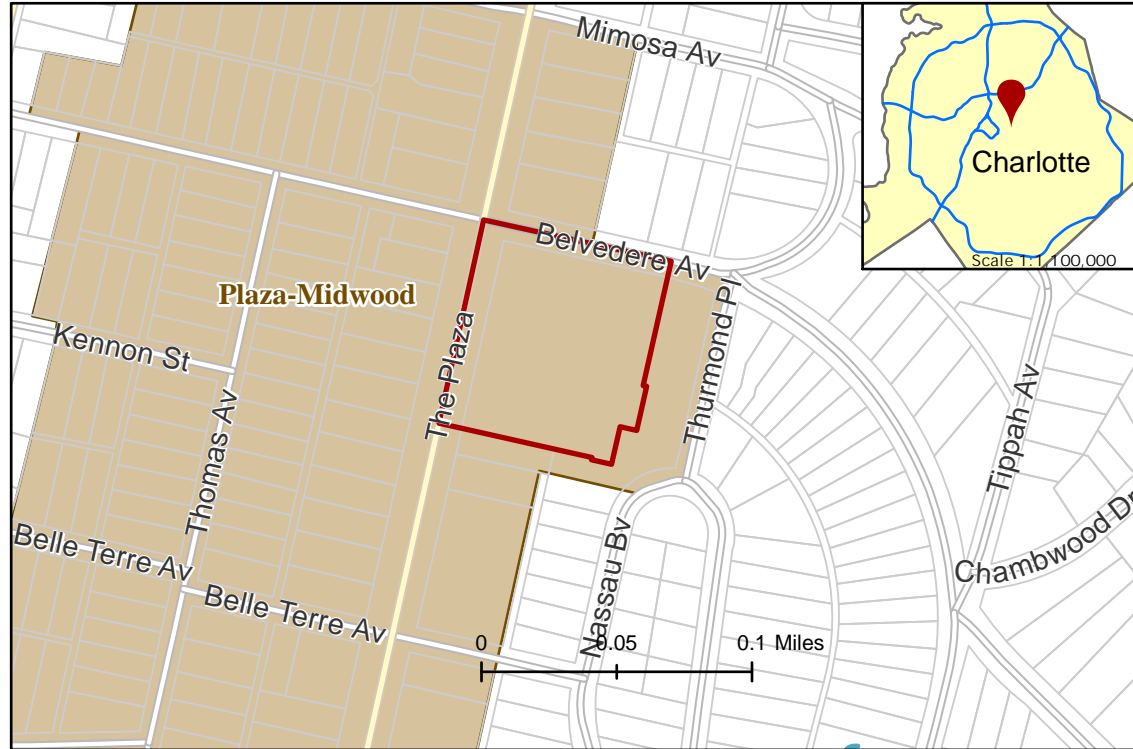 Mimosa Av
Charlotte
Scale 1:1,100,000
Belvedere Av
Plaza-Midwood
Thurmond Pl
Kennon St
The Plaza
Tippah Av
Thomas Av
Belle Terre Av
Chambwood Dr
Belle Terre Av
Nassau Bv
0 0.05 0.1 Miles